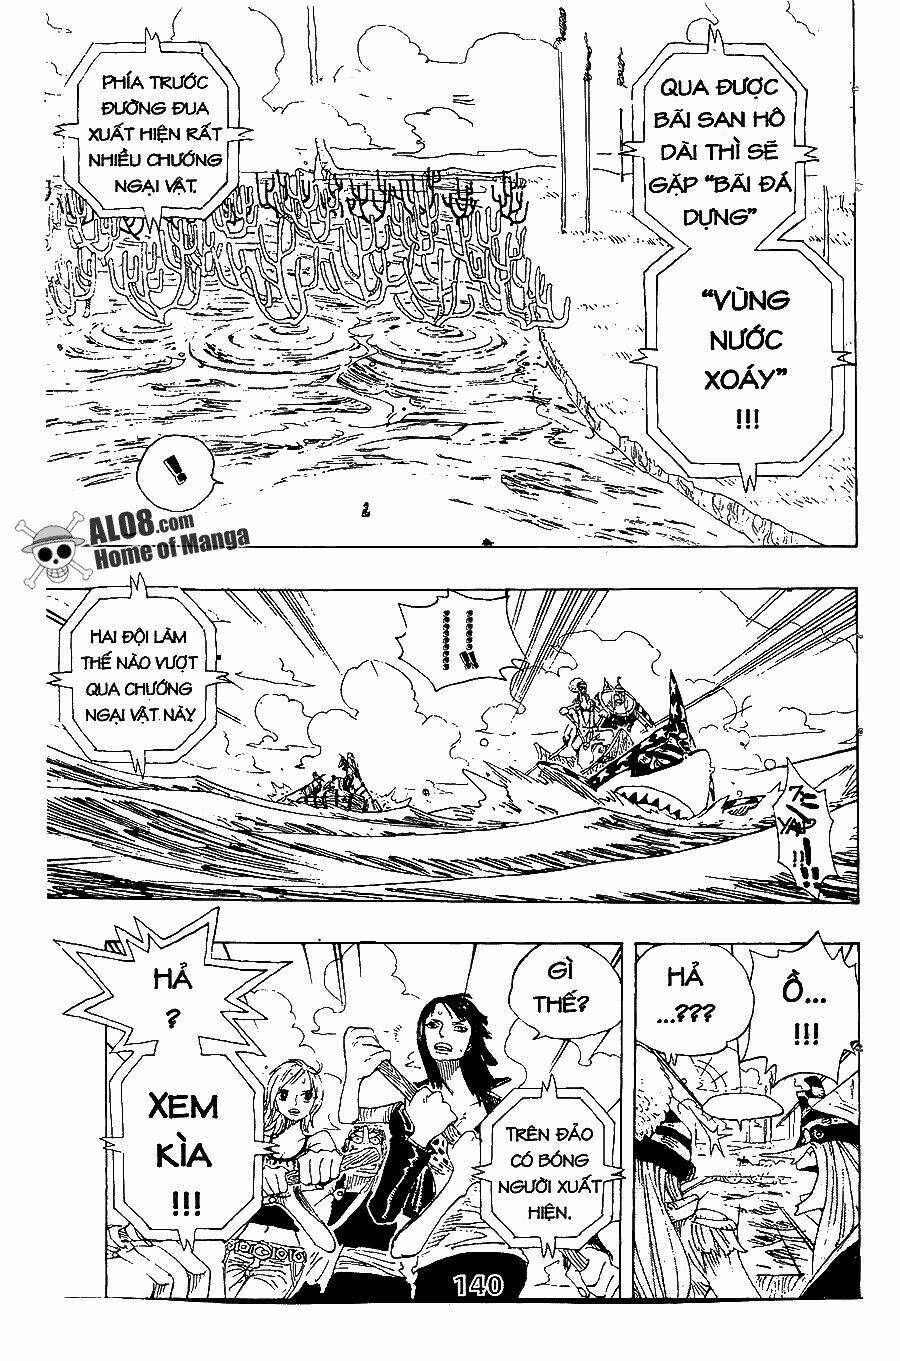 QUA ĐƯỢC
BÃI SAN HÔ
DÀI THÌ SẼ
GẶP "BÃI ĐÁ
DỰNG"
"VÙNG
NƯỚC
XOÁY"
!!!
PHÍA TRƯỚC
ĐƯỜNG ĐUA
XUẤT HIỆN RẤT
NHIỀU CHƯỚNG
NGẠI VẬT.
!
AL08.com
Home of Manga
!!
HAI ĐỘI LÀM
THẾ NÀO VƯỢT
QUA CHƯỚNG
NGẠI VẬT NÀY
YAP
!!!
Ồ...
!!!
HẢ
...???
GÌ
THẾ?
TRÊN ĐẢO
CÓ BÓNG
NGƯỜI XUẤT
HIỆN.
HẢ
?
XEM
KÌA
!!!
140